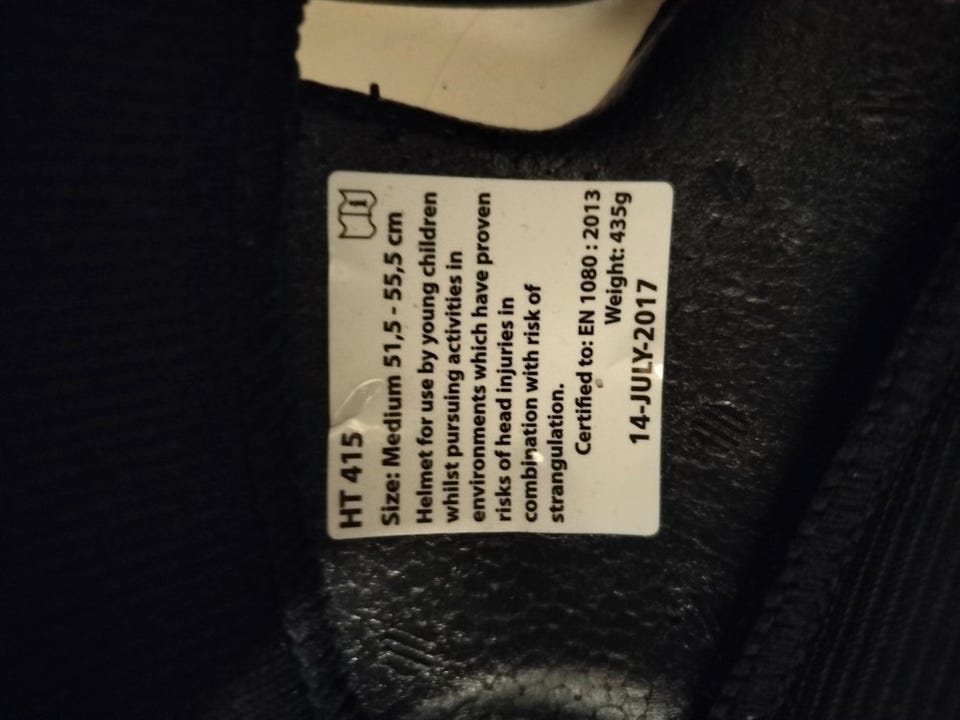 HT 415
Size: Medium 51,5 - 55,5 cm
Helmet for use by young children
whilst pursuing activities in
environments which have proven
risks of head injuries in
combination with risk of
strangulation.
Certified to: EN 1080 : 2013
Weight: 435g
14-JULY-2017